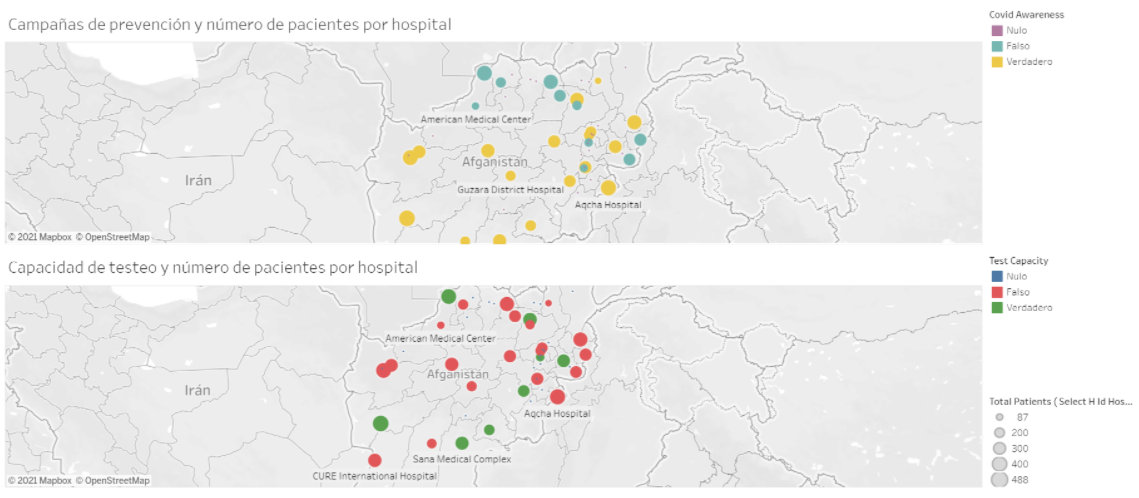 Campañas de prevención y número de pacientes por hospital
Covid Awareness
Nulo
Falso
Verdadero
American Medical Center
Afganistán
Irán
Guzara District Hospital
Aqcha Hospital
© 2021 Mapbox © OpenStreetMap
Capacidad de testeo y número de pacientes por hospital
Test Capacity
Nulo
Falso
Verdadero
American Medical Center
Afganistán
Irán
Aqcha Hospital
Sana Medical Complex
CURE International Hospital
© 2021 Mapbox © OpenStreetMap
Total Patients (Select H Id Hos...
87
200
300
400
488